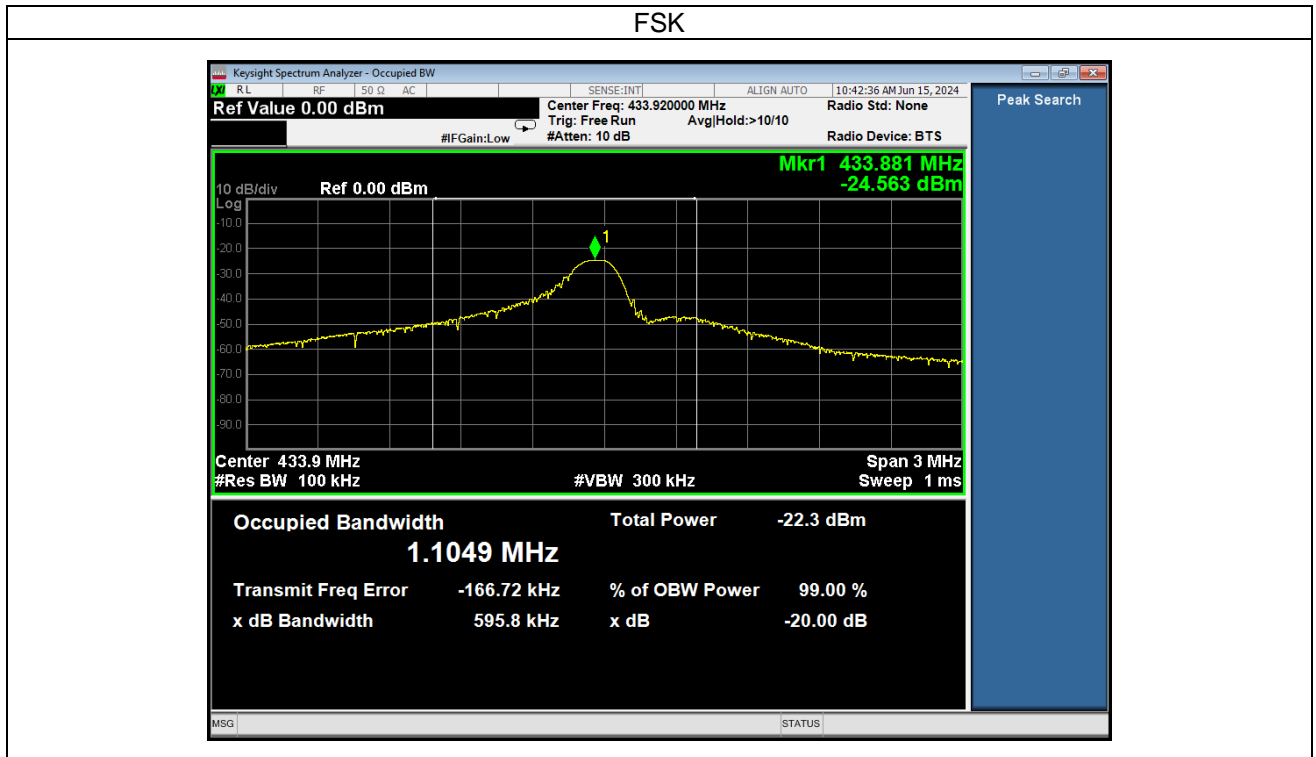 FSK
Keysight Spectrum Analyzer - Occupied BW
LXI RL RF 50 Ω AC SENSE:INT ALIGN AUTO 10:42:36 AM Jun 15, 2024
Ref Value 0.00 dBm Center Freq: 433.920000 MHz Radio Std: None Peak Search
Trig: Free Run Avg|Hold:>10/10
#IFGain:Low #Atten: 10 dB Radio Device: BTS
Mkr1 433.881 MHz
10 dB/div Ref 0.00 dBm -24.563 dBm
Log
-10.0
1
-20.0
-30.0
-40.0
-50.0
-60.0
-70.0
-80.0
-90.0
Center 433.9 MHz Span 3 MHz
#Res BW 100 kHz #VBW 300 kHz Sweep 1 ms
Occupied Bandwidth Total Power -22.3 dBm
1.1049 MHz
Transmit Freq Error -166.72 kHz % of OBW Power 99.00 %
x dB Bandwidth 595.8 kHz x dB -20.00 dB
MSG STATUS